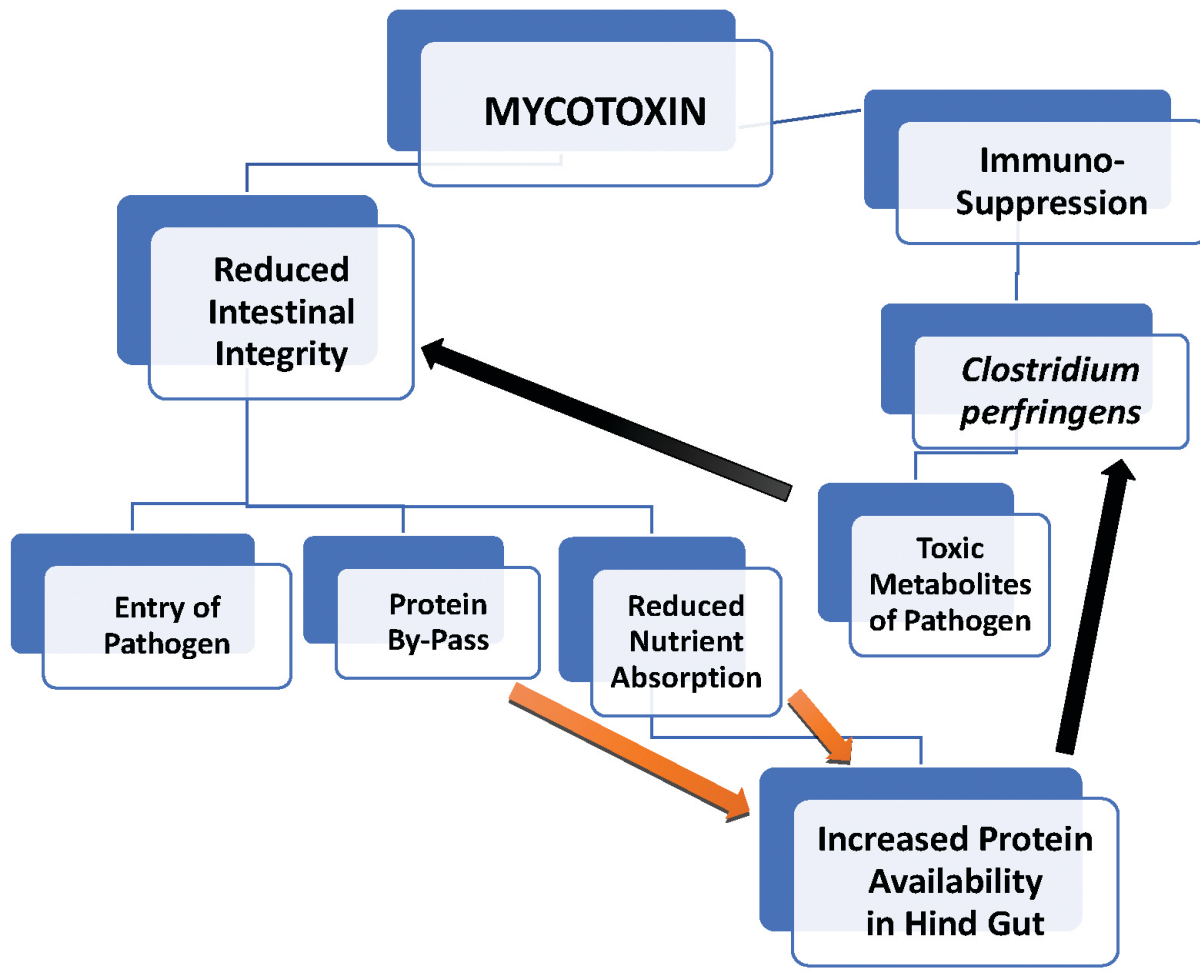 MYCOTOXIN
Immuno-
Suppression
Reduced
Intestinal
Integrity
Clostridium
perfringens
Entry of
Pathogen
Protein
By-Pass
Reduced
Nutrient
Absorption
Toxic
Metabolites
of Pathogen
Increased Protein
Availability
in Hind Gut